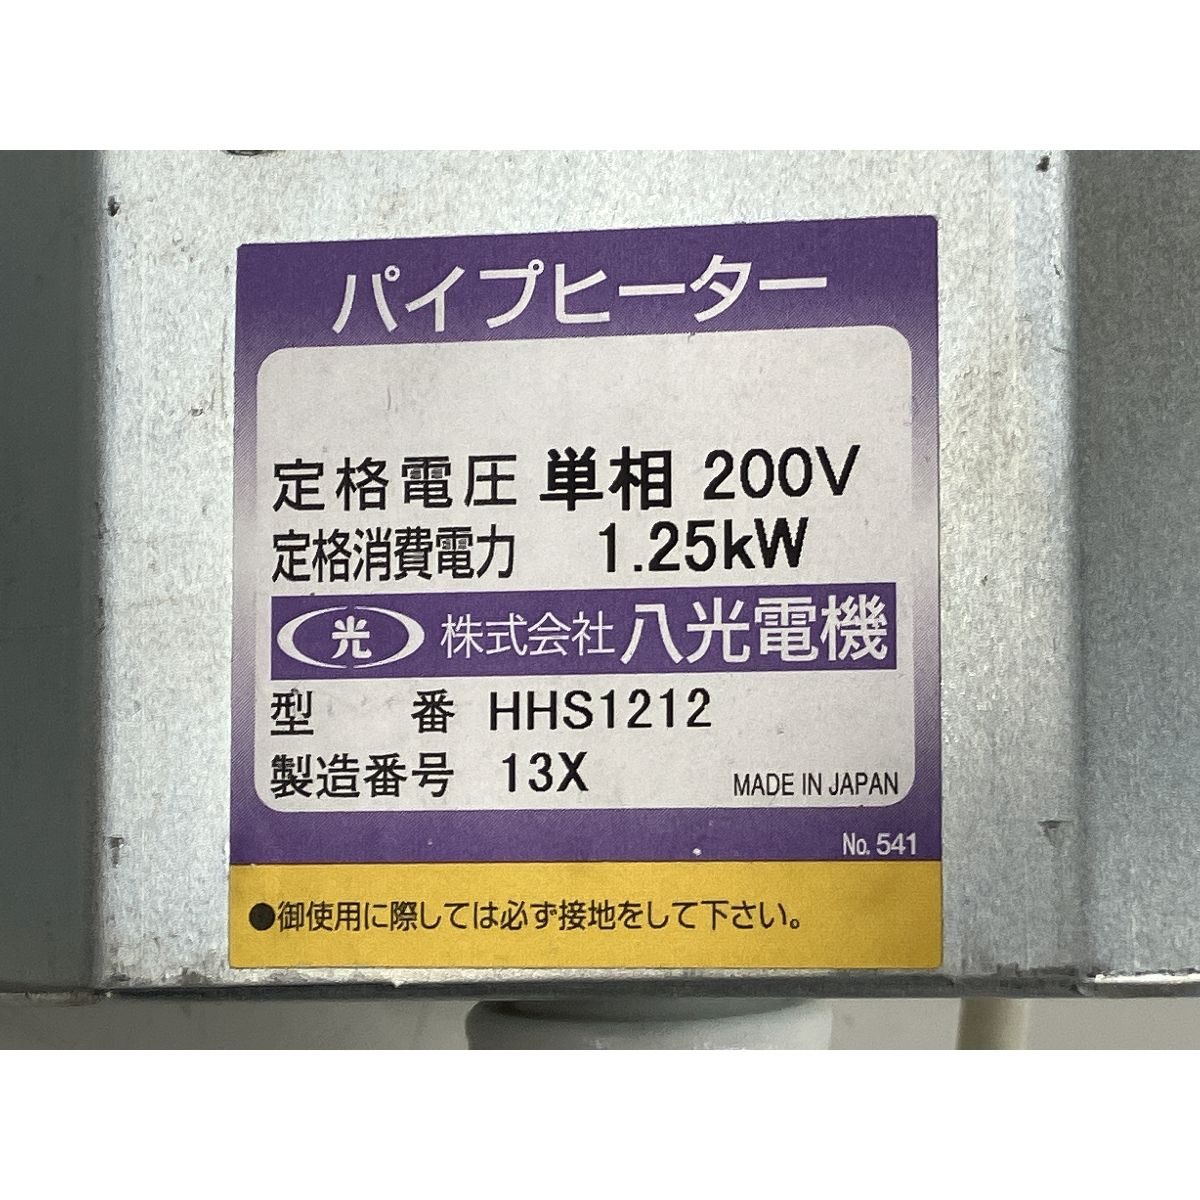 パイプヒーター
定格電圧 単相 200V
定格消費電力 1.25kW
光 株式会社 八光電機
型 番 HHS1212
製造番号 13X
MADE IN JAPAN
No. 541
●御使用に際しては必ず接地をして下さい。